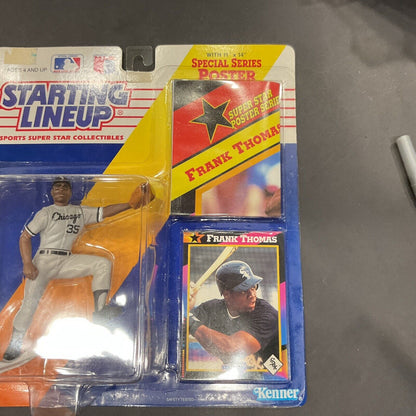 AGES 4 AND UP
WITH 11" x 14"
SPECIAL SERIES
POSTER
STARTING
LINEUP
SPORTS SUPER STAR COLLECTIBLES
SUPER STAR
POSTER SERIES
FRANK THOMAS
Chicago
35
FRANK THOMAS
SOX
Kenner